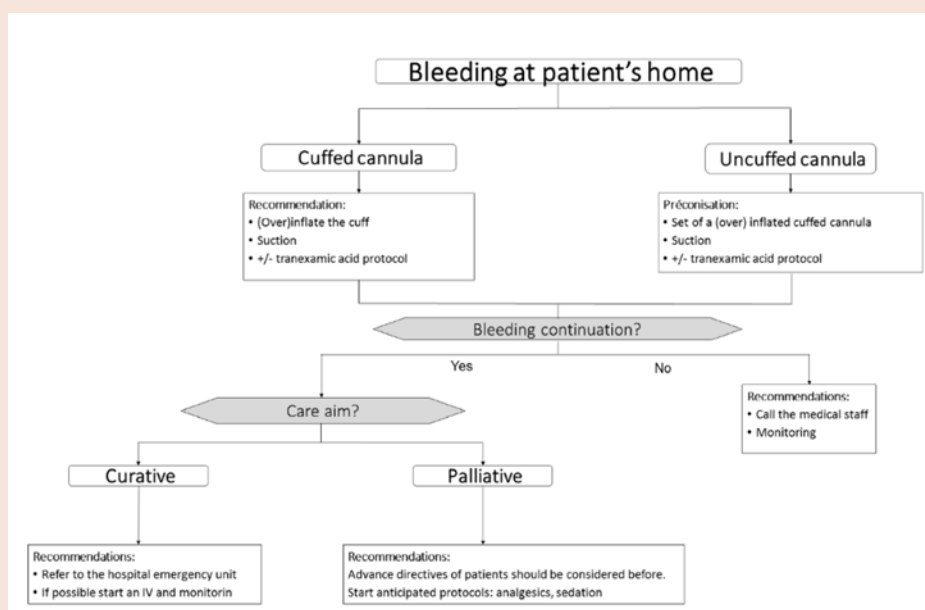 Bleeding at patient's home
Cuffed cannula
Uncuffed cannula
Recommendation:
• (Over)inflate the cuff
• Suction
• +/- tranexamic acid protocol
Préconisation:
• Set of a (over) inflated cuffed cannula
• Suction
• +/- tranexamic acid protocol
Bleeding continuation?
Yes
No
Care aim?
Recommendations:
• Call the medical staff
• Monitoring
Curative
Palliative
Recommendations:
• Refer to the hospital emergency unit
• If possible start an IV and monitorin
Recommendations:
Advance directives of patients should be considered before.
Start anticipated protocols: analgesics, sedation